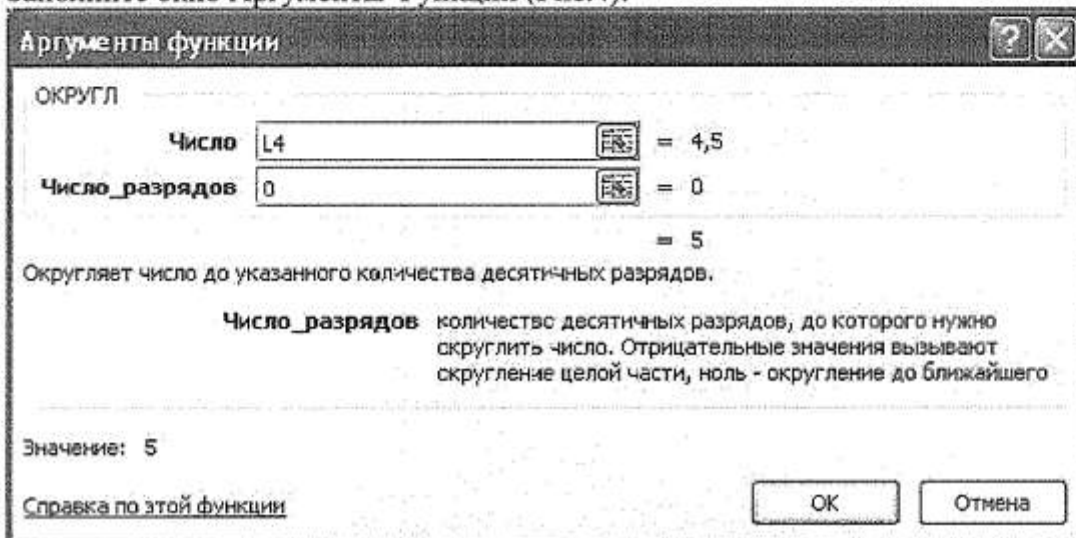 Аргументы функции
ОКРУГЛ
Число L4 = 4,5
Число_разрядов 0 = 0
= 5
Округляет число до указанного количества десятичных разрядов.
Число_разрядов количество десятичных разрядов, до которого нужно
округлить число. Отрицательные значения вызывают
округление целой части, ноль - округление до ближайшего
Значение: 5
Справка по этой функции
ОК Отмена